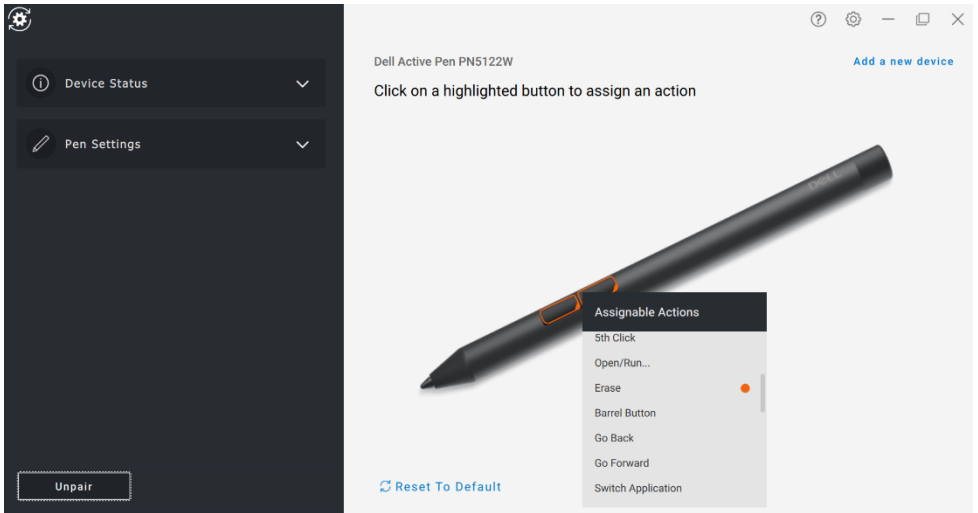 Device Status
Pen Settings
Unpair
Dell Active Pen PN5122W
Add a new device
Click on a highlighted button to assign an action
DELL
Assignable Actions
5th Click
Open/Run...
Erase
Barrel Button
Go Back
Go Forward
Switch Application
Reset To Default